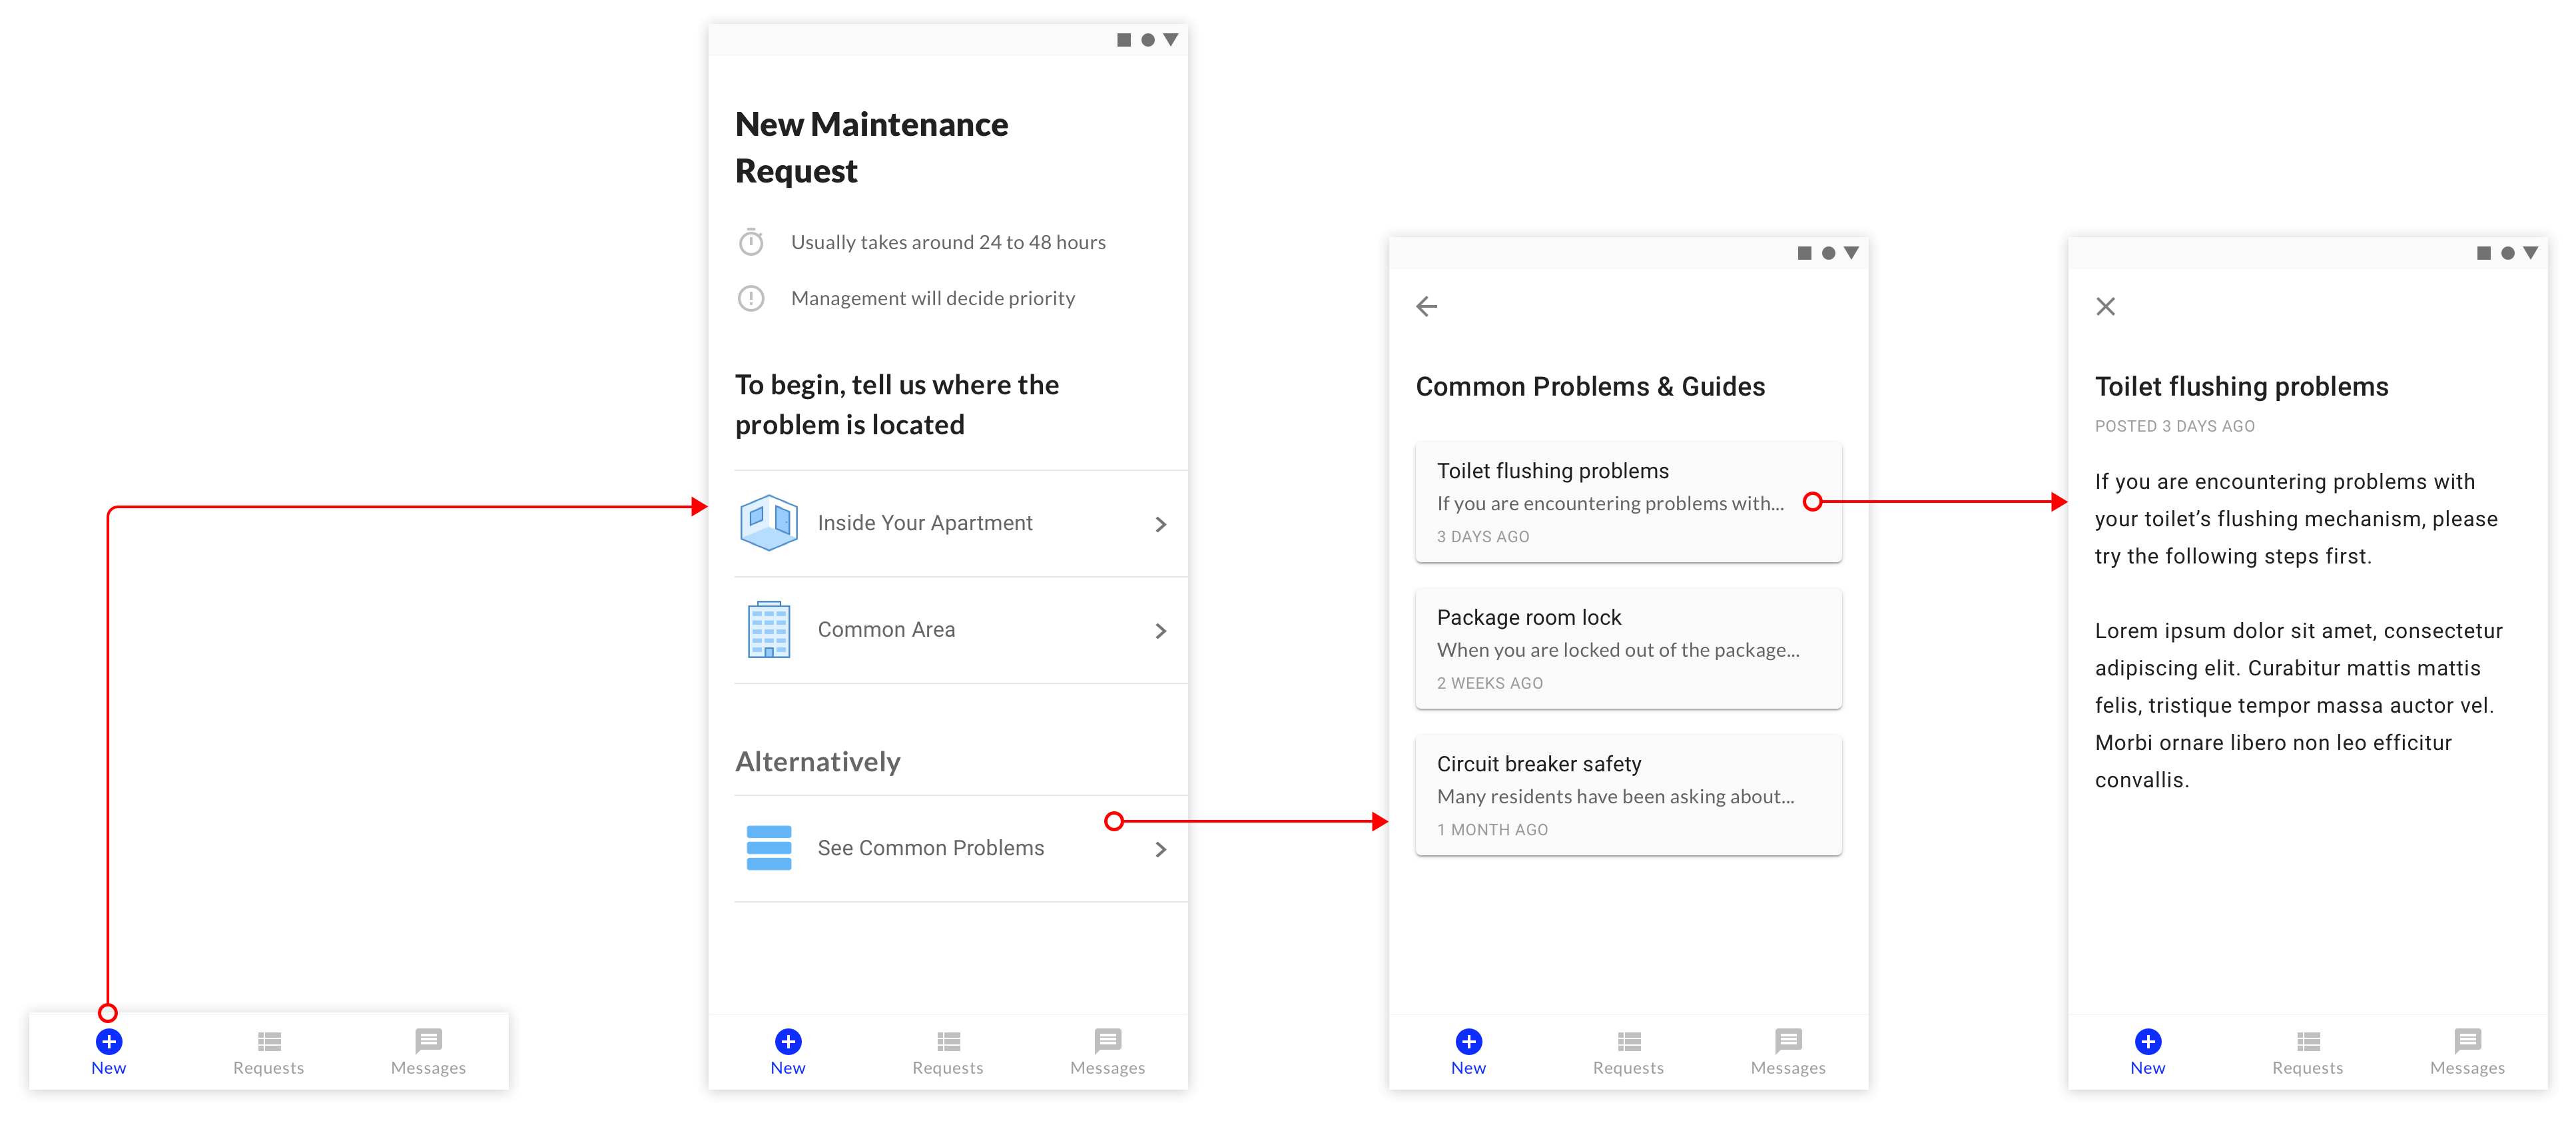 New
Requests
Messages
New Maintenance
Request
Usually takes around 24 to 48 hours
Management will decide priority
To begin, tell us where the
problem is located
Inside Your Apartment
Common Area
Alternatively
See Common Problems
New
Requests
Messages
Common Problems & Guides
Toilet flushing problems
If you are encountering problems with...
3 DAYS AGO
Package room lock
When you are locked out of the package...
2 WEEKS AGO
Circuit breaker safety
Many residents have been asking about...
1 MONTH AGO
New
Requests
Messages
Toilet flushing problems
POSTED 3 DAYS AGO
If you are encountering problems with
your toilet’s flushing mechanism, please
try the following steps first.
Lorem ipsum dolor sit amet, consectetur
adipiscing elit. Curabitur mattis mattis
felis, tristique tempor massa auctor vel.
Morbi ornare libero non leo efficitur
convallis.
New
Requests
Messages